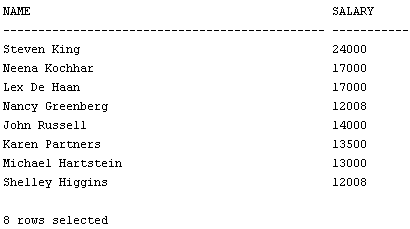 NAME SALARY
---------------------------------------------- -----------
Steven King 24000
Neena Kochhar 17000
Lex De Haan 17000
Nancy Greenberg 12008
John Russell 14000
Karen Partners 13500
Michael Hartstein 13000
Shelley Higgins 12008
8 rows selected